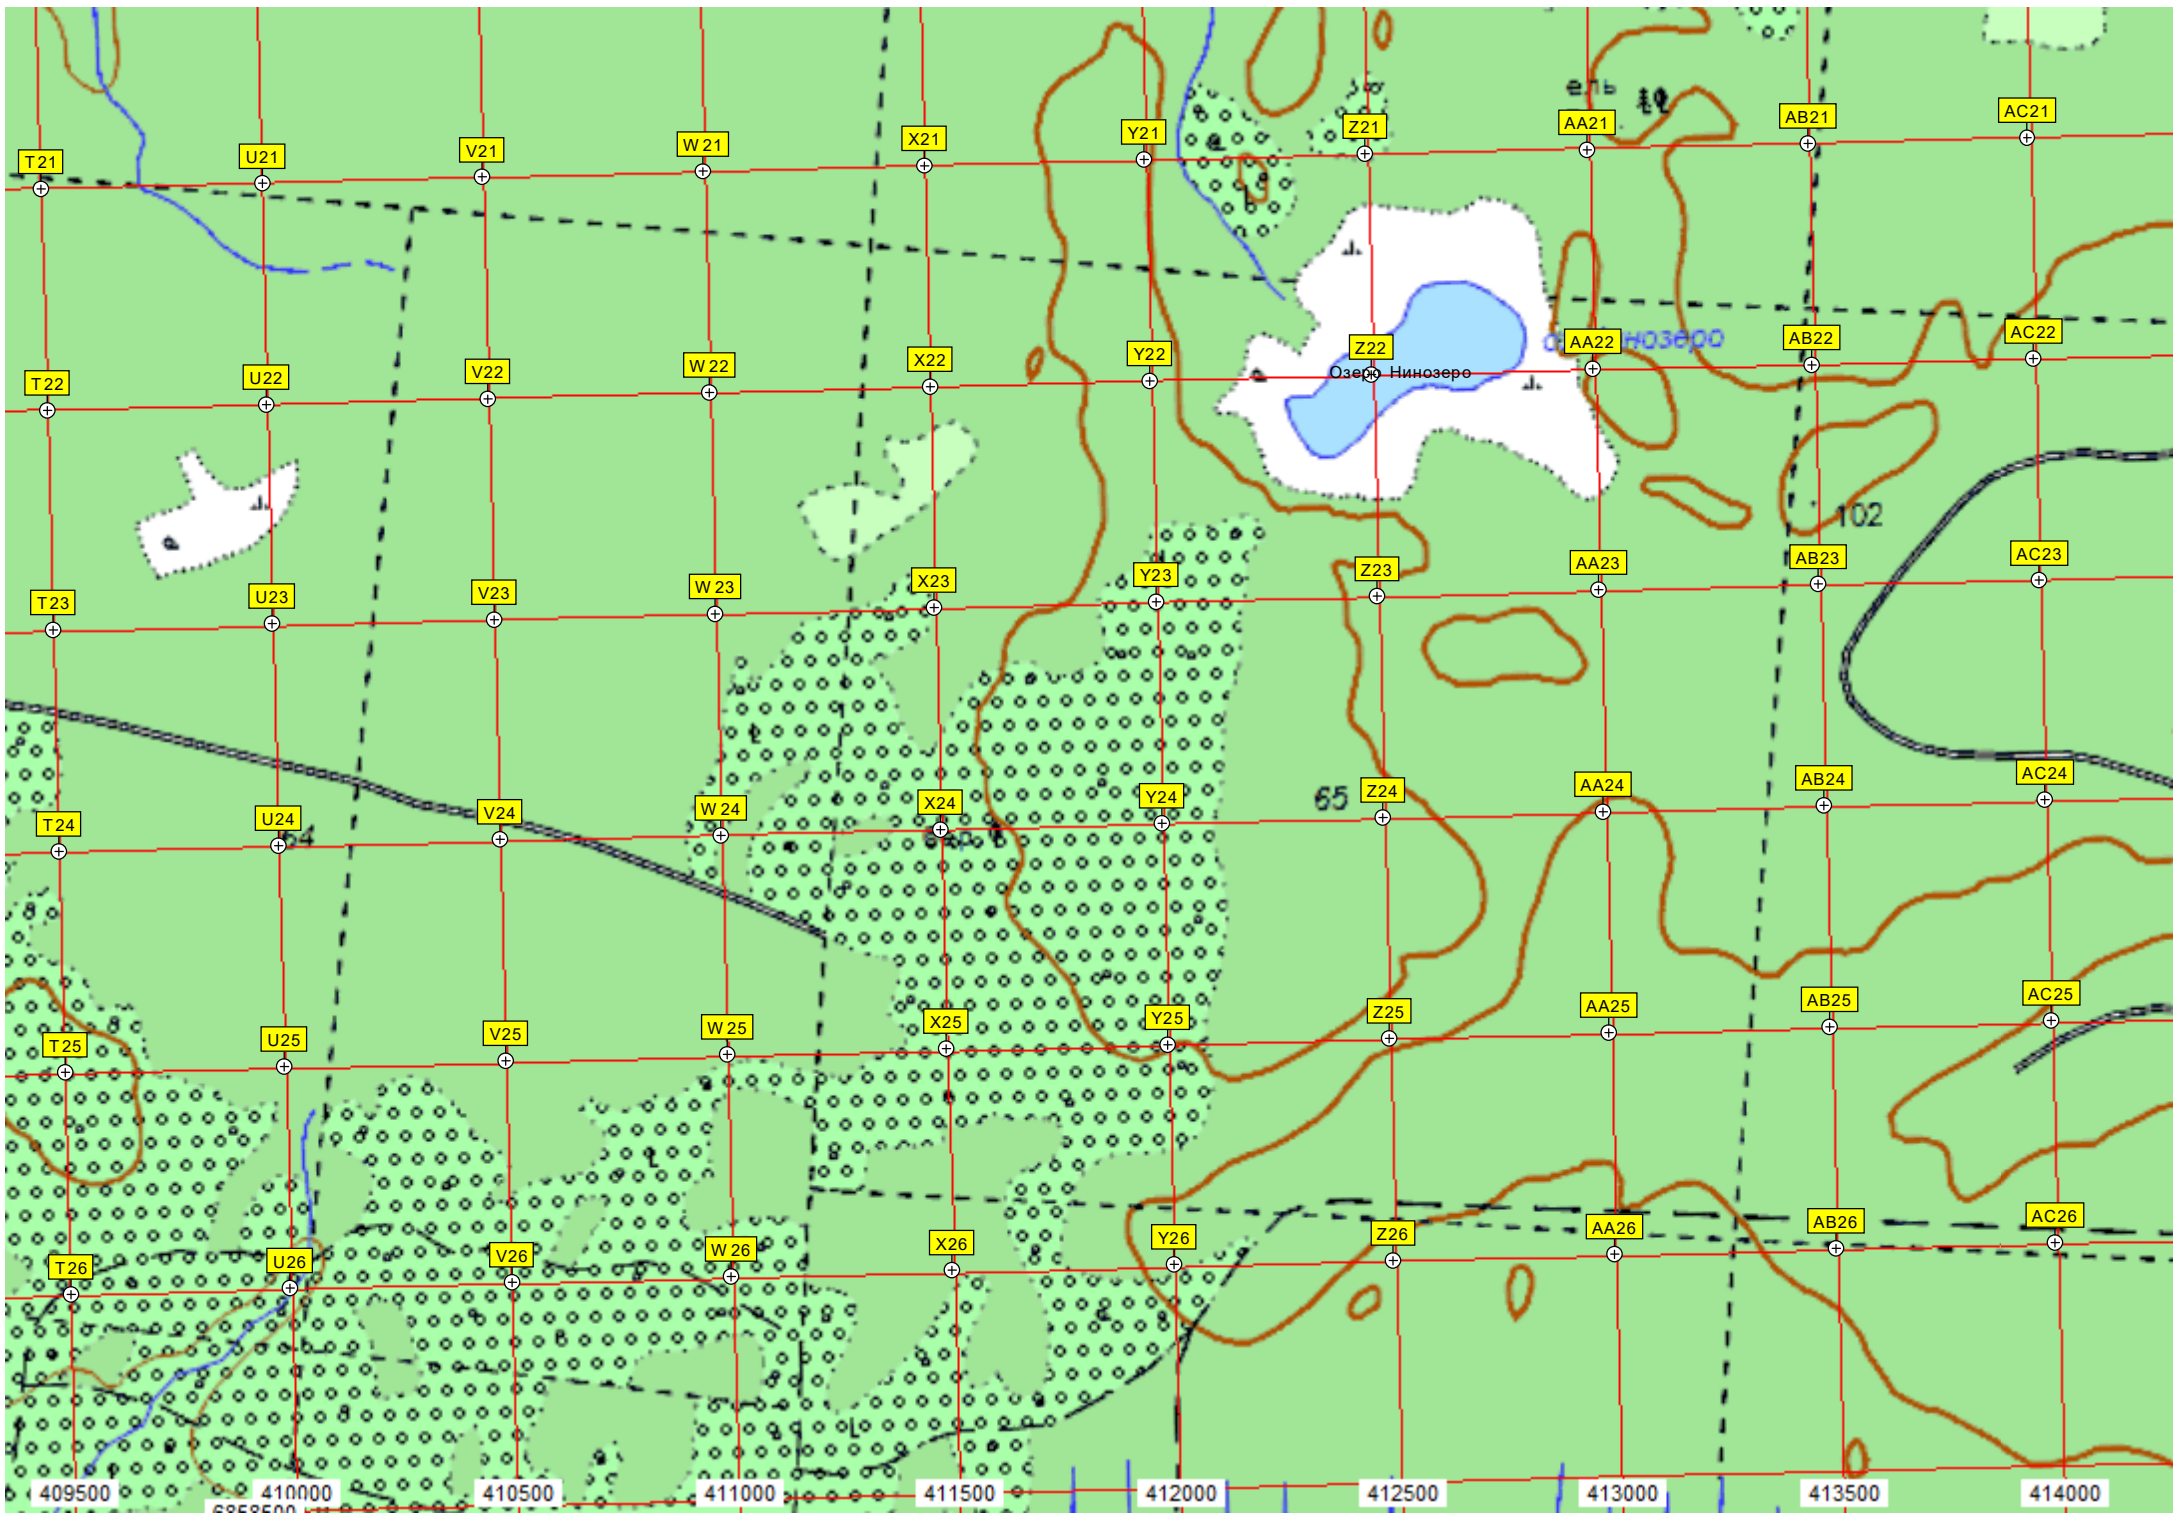 ель
T21 U21 V21 W21 X21 Y21 Z21 AA21 AB21 AC21
T22 U22 V22 W22 X22 Y22 Z22 AA22 AB22 AC22
нозеро
Озеро Нинозеро
102
T23 U23 V23 W23 X23 Y23 Z23 AA23 AB23 AC23
65
T24 U24 V24 W24 X24 Y24 Z24 AA24 AB24 AC24
T25 U25 V25 W25 X25 Y25 Z25 AA25 AB25 AC25
T26 U26 V26 W26 X26 Y26 Z26 AA26 AB26 AC26
409500 410000 410500 411000 411500 412000 412500 413000 413500 414000
6858500